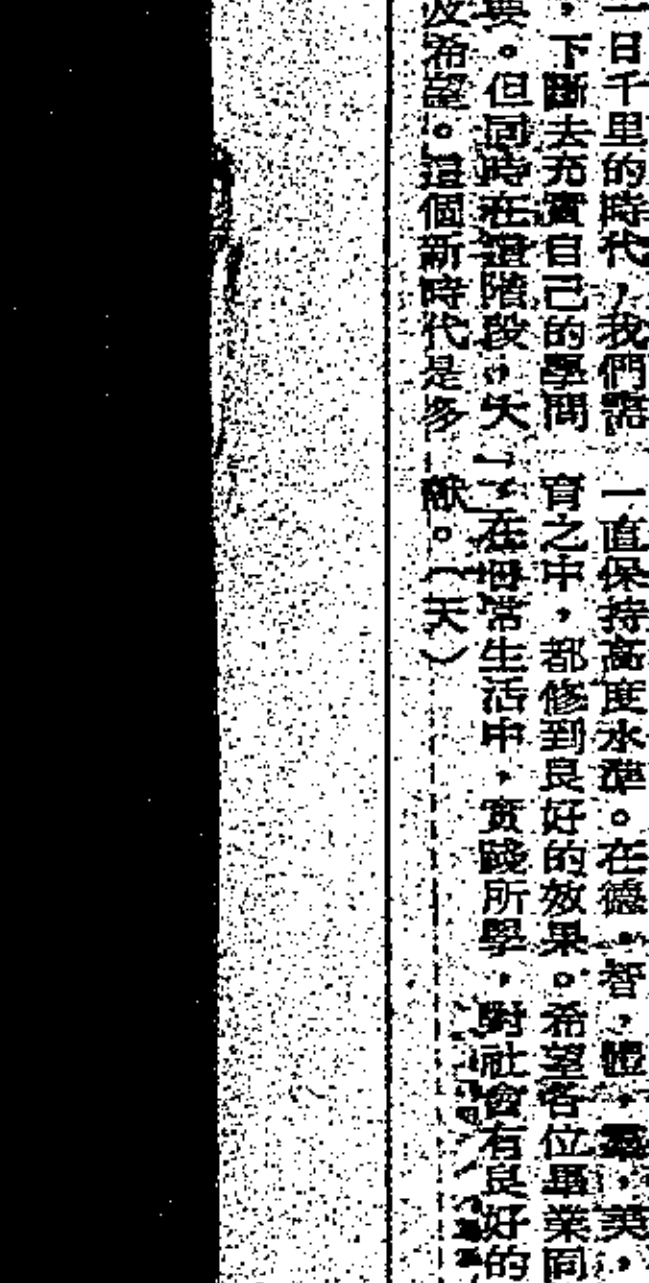 一日千里的時代，我們需
，下斷去充實自己的學問
要。但同時在這階段，大
及希望。這個新時代是多
一直保持高度水準。在德，智，體，羣，美，
育之中，都修到良好的效果。希望各位畢業同
在日常生活中，實踐所學，對社會有良好的
献。（天）